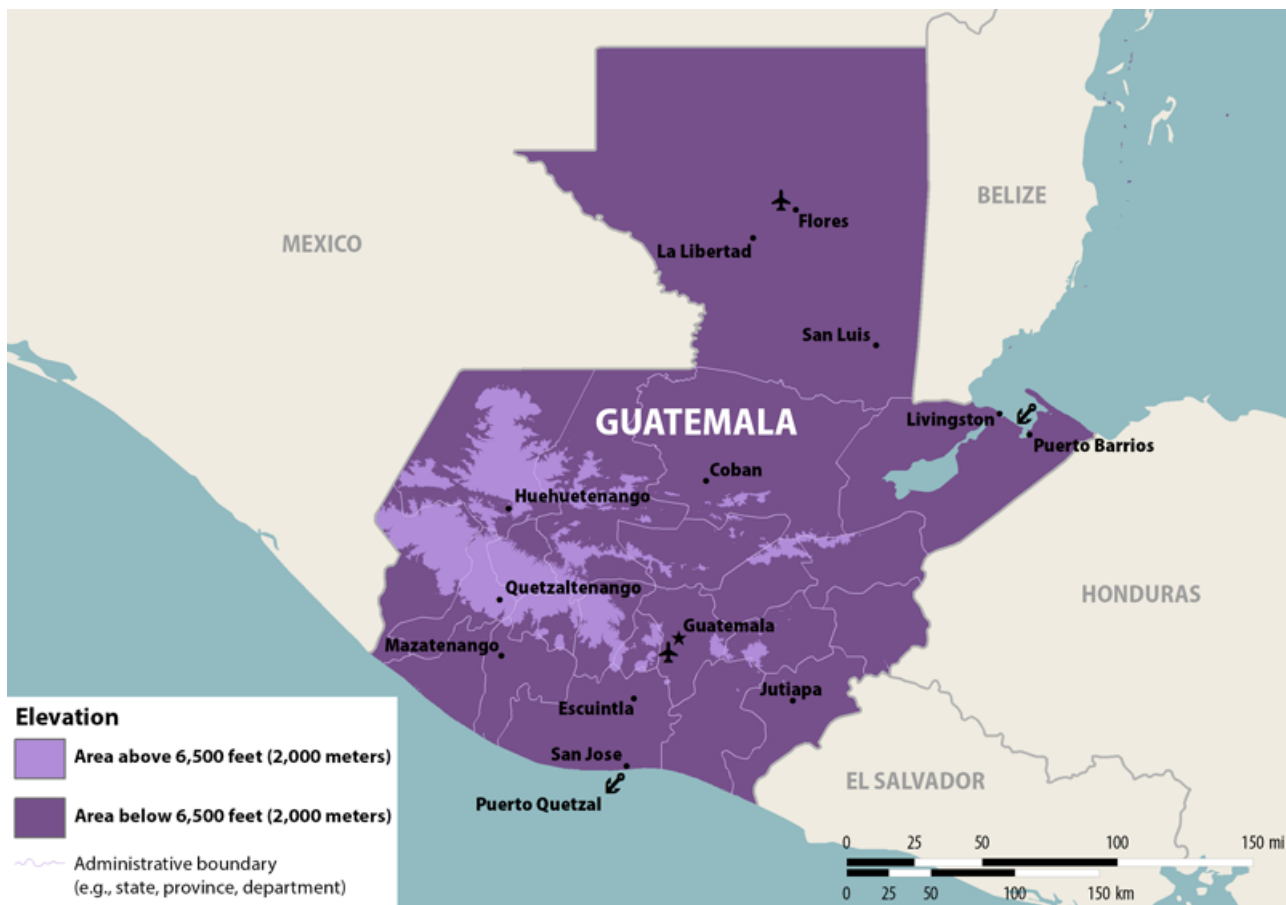 MEXICO
BELIZE
Flores
La Libertad
San Luis
GUATEMALA
Livingston
Puerto Barrios
Coban
Huehuetenango
Quetzaltenango
HONDURAS
Guatemala
Mazatenango
Jutiapa
Escuintla
San Jose
Puerto Quetzal
EL SALVADOR
Elevation
Area above 6,500 feet (2,000 meters)
Area below 6,500 feet (2,000 meters)
Administrative boundary
(e.g., state, province, department)
0 25 50 100 150 mi
0 25 50 100 150 km